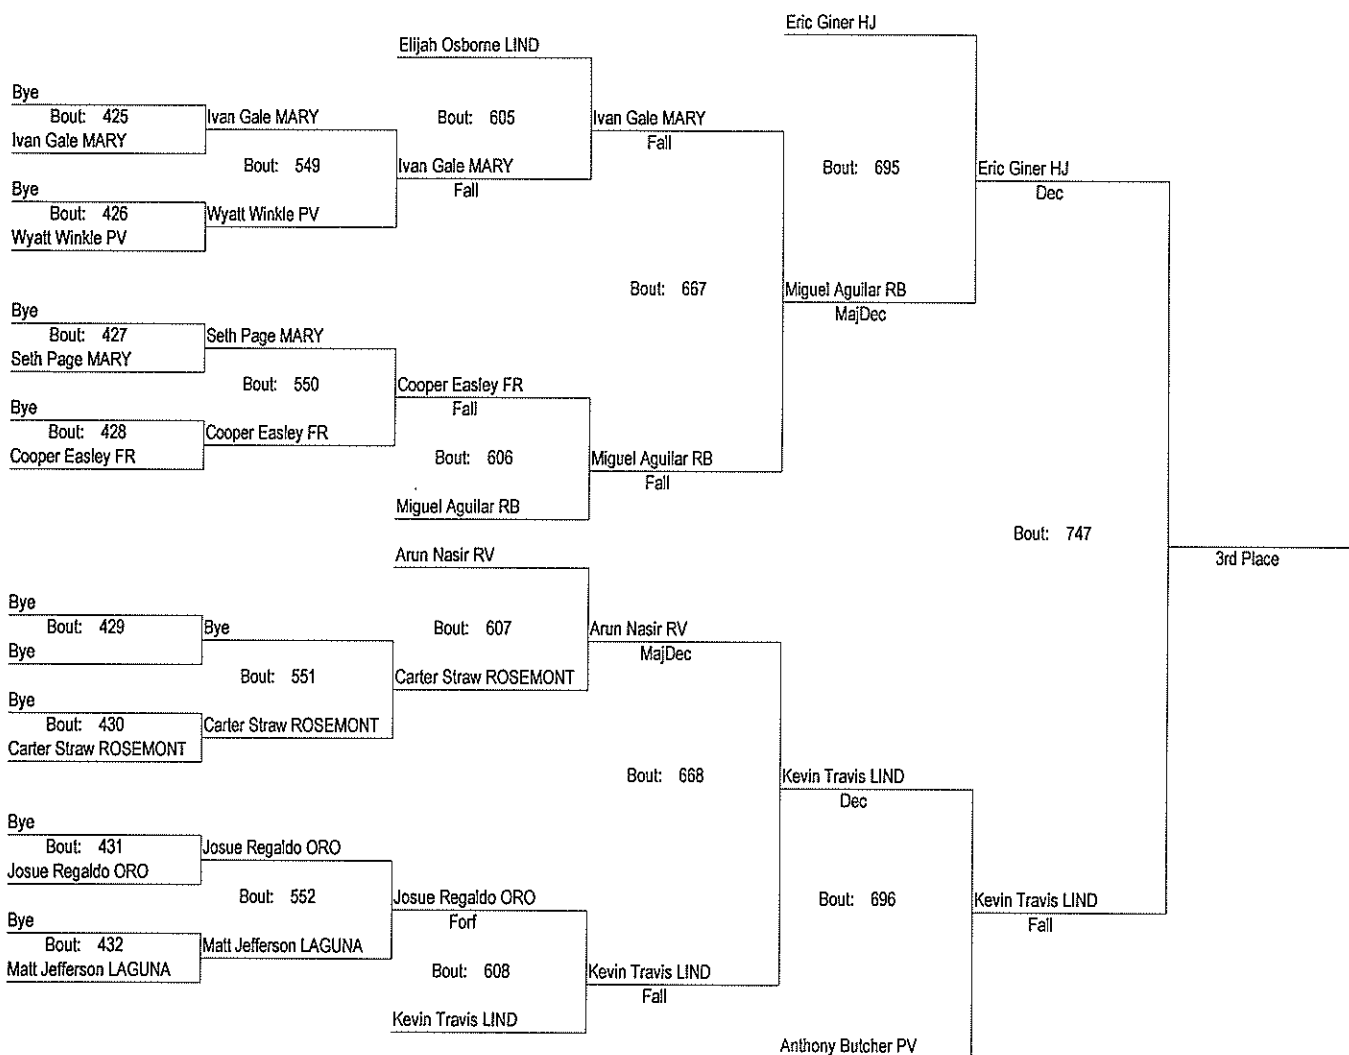 Eric Giner HJ
Elijah Osborne LIND
Bye
Bout: 425
Ivan Gale MARY
Ivan Gale MARY
Bout: 605
Ivan Gale MARY
Fall
Bout: 549
Ivan Gale MARY
Fall
Bout: 695
Eric Giner HJ
Dec
Bye
Bout: 426
Wyatt Winkle PV
Wyatt Winkle PV
Bout: 667
Miguel Aguilar RB
MajDec
Bye
Bout: 427
Seth Page MARY
Seth Page MARY
Bout: 550
Cooper Easley FR
Fall
Bye
Bout: 428
Cooper Easley FR
Cooper Easley FR
Bout: 606
Miguel Aguilar RB
Fall
Miguel Aguilar RB
Bout: 747
3rd Place
Arun Nasir RV
Bye
Bout: 429
Bye
Bye
Bout: 607
Arun Nasir RV
MajDec
Bout: 551
Carter Straw ROSEMONT
Bye
Bout: 430
Carter Straw ROSEMONT
Carter Straw ROSEMONT
Bout: 668
Kevin Travis LIND
Dec
Bye
Bout: 431
Josue Regaldo ORO
Josue Regaldo ORO
Bout: 552
Josue Regaldo ORO
Forf
Bout: 696
Kevin Travis LIND
Fall
Bye
Bout: 432
Matt Jefferson LAGUNA
Matt Jefferson LAGUNA
Bout: 608
Kevin Travis LIND
Fall
Kevin Travis LIND
Anthony Butcher PV